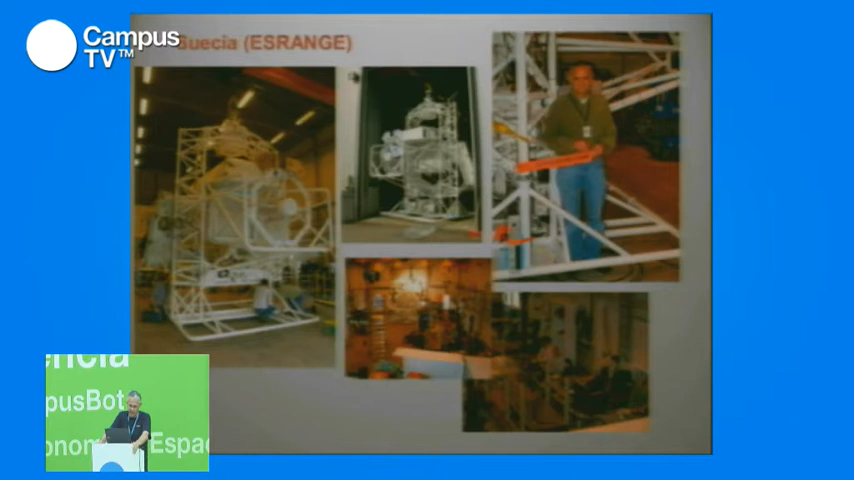 Campus
TV™
Suecia (ESRANGE)
encia
pusBot
onom Espac